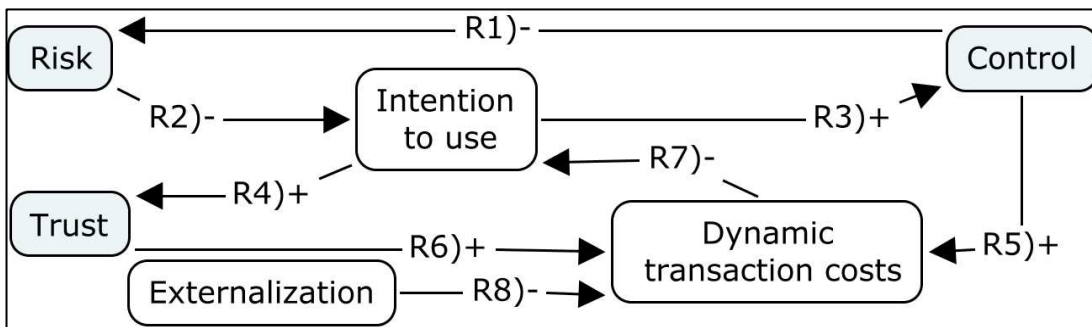 R1)-
Risk
Control
Intention
to use
R2)-
R3)+
R7)-
R4)+
Trust
Dynamic
transaction costs
R6)+
R5)+
Externalization
R8)-